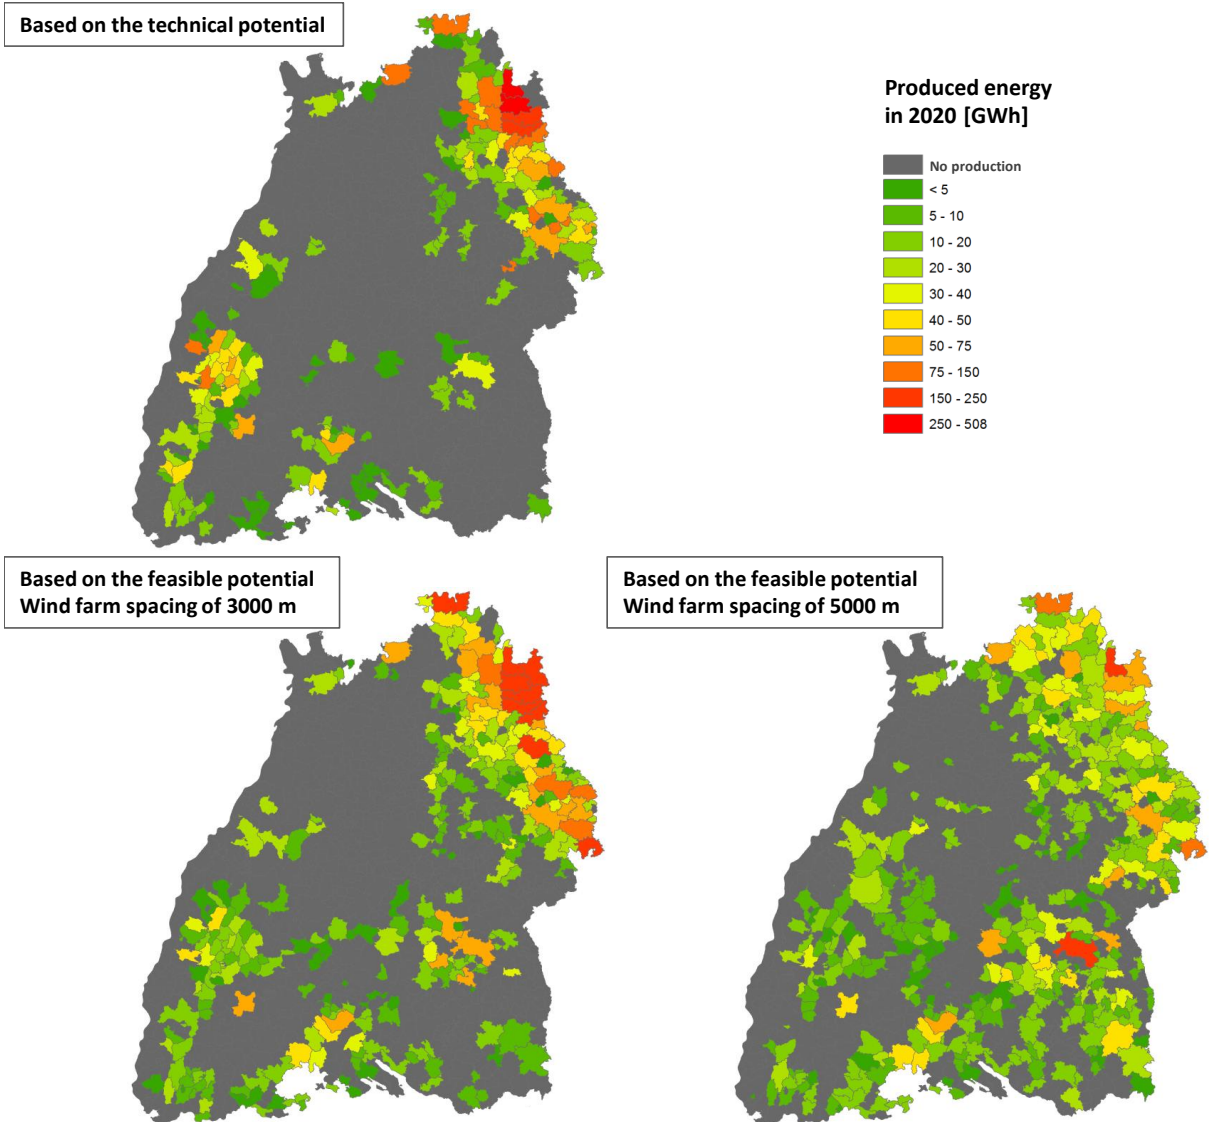 Based on the technical potential
Produced energy
in 2020 [GWh]
No production
< 5
5 - 10
10 - 20
20 - 30
30 - 40
40 - 50
50 - 75
75 - 150
150 - 250
250 - 508
Based on the feasible potential
Wind farm spacing of 3000 m
Based on the feasible potential
Wind farm spacing of 5000 m